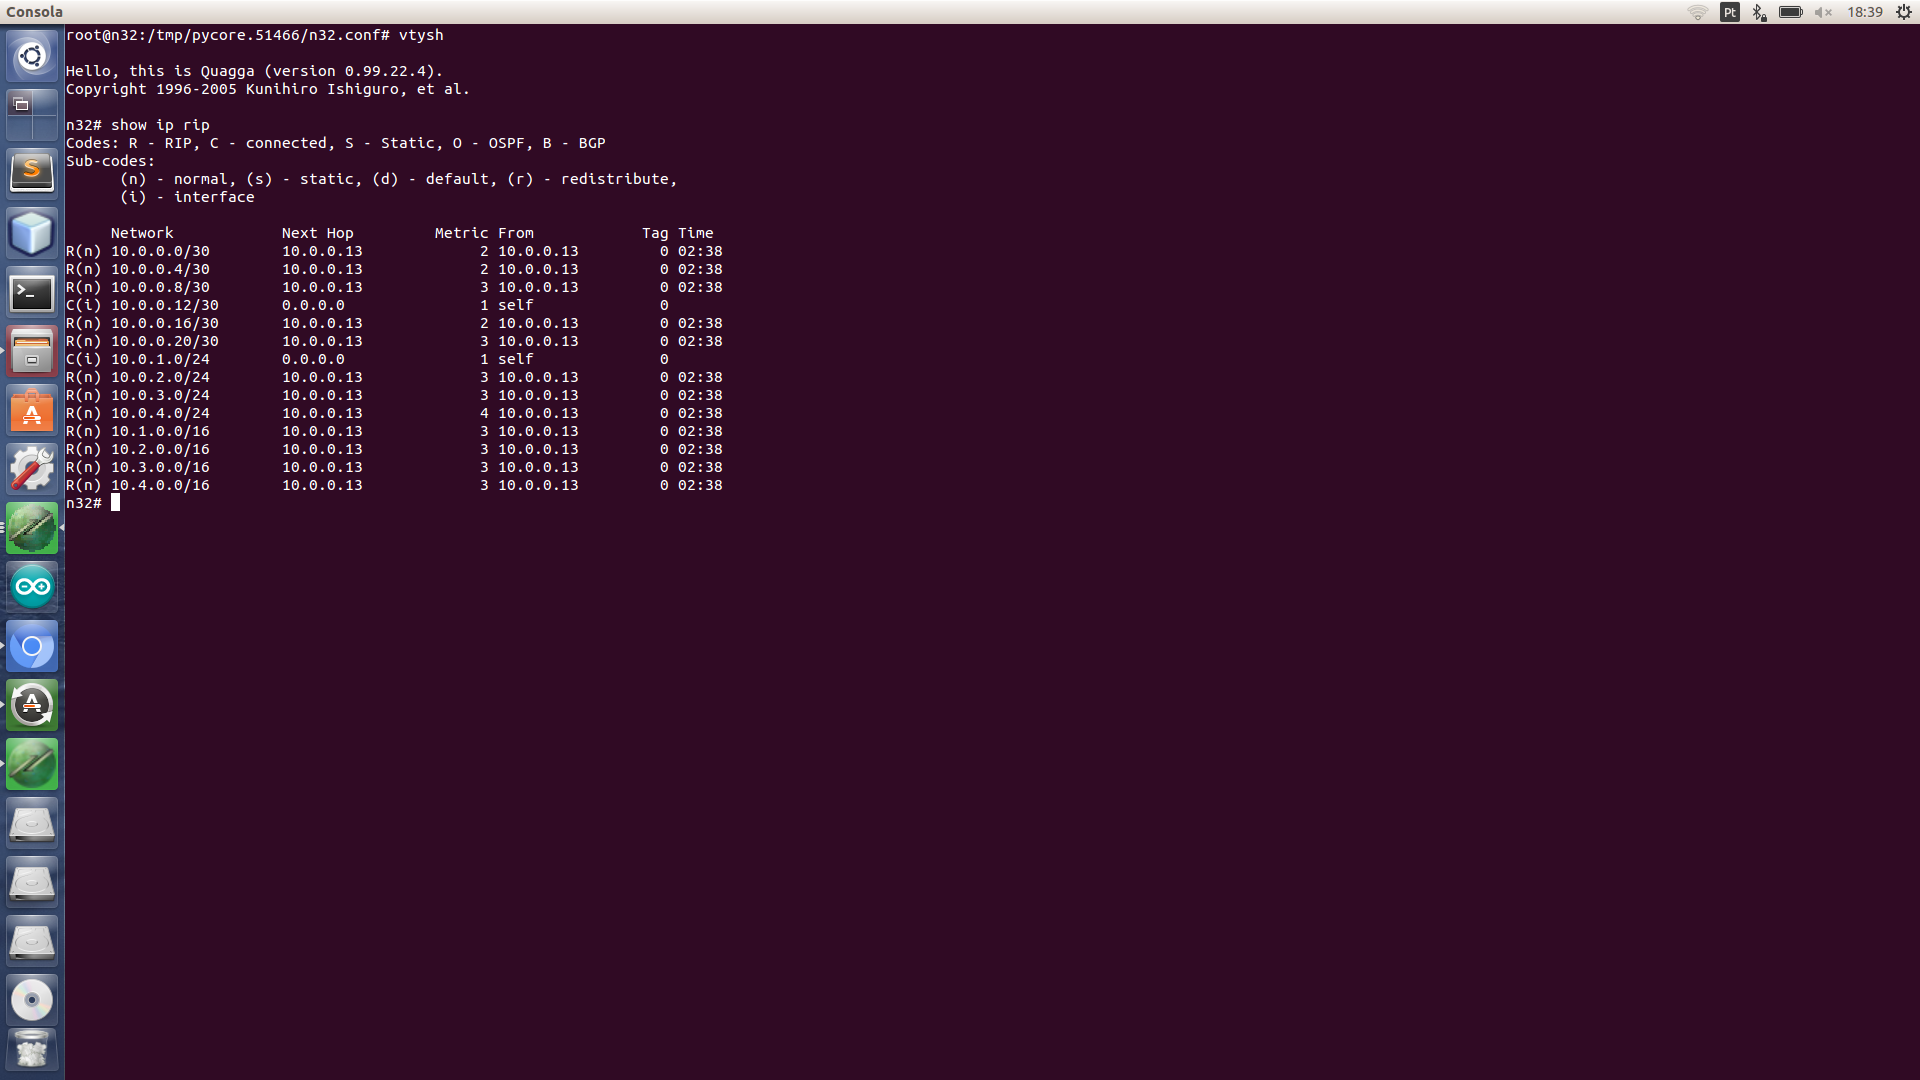 Consola
Pt
18:39
root@n32:/tmp/pycore.51466/n32.conf# vtysh
Hello, this is Quagga (version 0.99.22.4).
Copyright 1996-2005 Kunihiro Ishiguro, et al.
n32# show ip rip
Codes: R - RIP, C - connected, S - Static, O - OSPF, B - BGP
Sub-codes:
(n) - normal, (s) - static, (d) - default, (r) - redistribute,
(i) - interface
Network Next Hop Metric From Tag Time
R(n) 10.0.0.0/30 10.0.0.13 2 10.0.0.13 0 02:38
R(n) 10.0.0.4/30 10.0.0.13 2 10.0.0.13 0 02:38
R(n) 10.0.0.8/30 10.0.0.13 3 10.0.0.13 0 02:38
C(i) 10.0.0.12/30 0.0.0.0 1 self 0
R(n) 10.0.0.16/30 10.0.0.13 2 10.0.0.13 0 02:38
R(n) 10.0.0.20/30 10.0.0.13 3 10.0.0.13 0 02:38
C(i) 10.0.1.0/24 0.0.0.0 1 self 0
R(n) 10.0.2.0/24 10.0.0.13 3 10.0.0.13 0 02:38
R(n) 10.0.3.0/24 10.0.0.13 3 10.0.0.13 0 02:38
R(n) 10.0.4.0/24 10.0.0.13 4 10.0.0.13 0 02:38
R(n) 10.1.0.0/16 10.0.0.13 3 10.0.0.13 0 02:38
R(n) 10.2.0.0/16 10.0.0.13 3 10.0.0.13 0 02:38
R(n) 10.3.0.0/16 10.0.0.13 3 10.0.0.13 0 02:38
R(n) 10.4.0.0/16 10.0.0.13 3 10.0.0.13 0 02:38
n32#